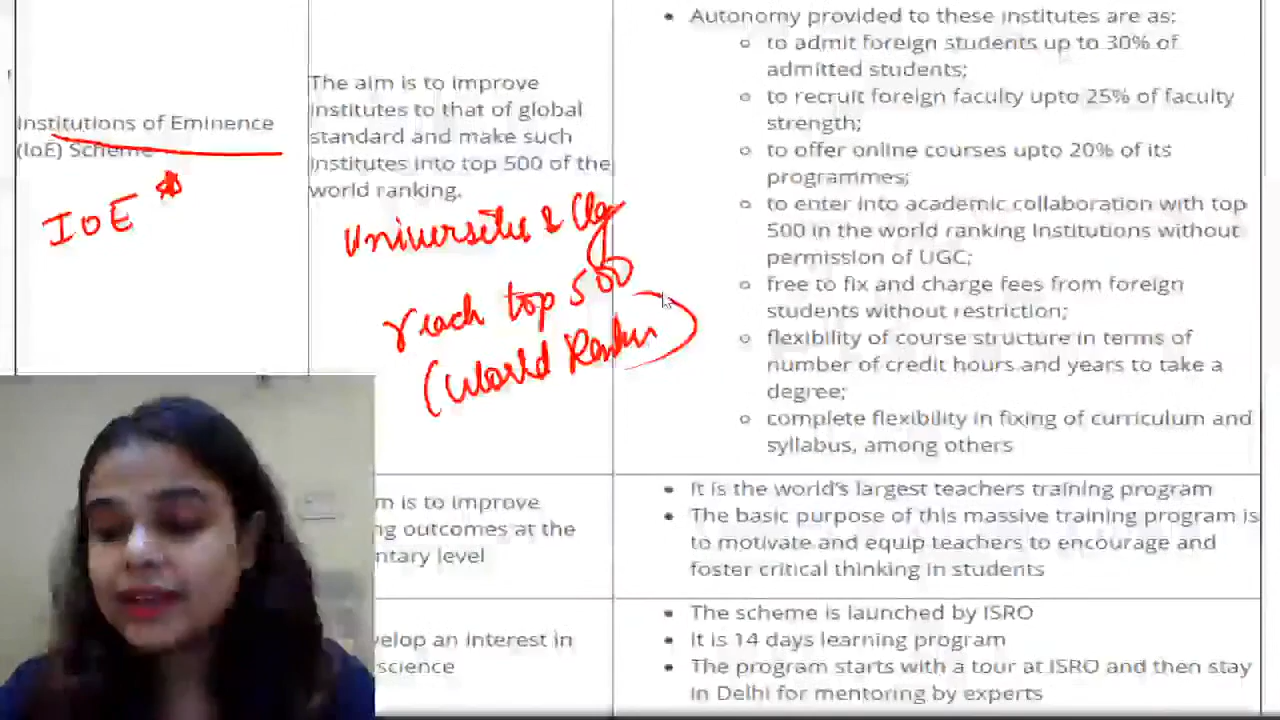 Institutions of Eminence
(IoE) Scheme
IOE
The aim is to improve
institutes to that of global
standard and make such
institutes into top 500 of the
world ranking.
Universities & Clg
reach top 500
(World
Autonomy provided to these institutes are as:
to admit foreign students up to 30% of
admitted students;
to recruit foreign faculty upto 25% of faculty
strength;
to offer online courses upto 20% of its
programmes;
to enter into academic collaboration with top
500 in the world ranking institutions without
permission of UGC;
free to fix and charge fees from foreign
students without restriction;
flexibility of course structure in terms of
number of credit hours and years to take a
degree;
complete flexibility in fixing of curriculum and
syllabus, among others
is to improve
outcomes at the
level
It is the world's largest teachers training program
The basic purpose of this massive training program is
to motivate and equip teachers to encourage and
foster critical thinking in students
an interest in
science
The scheme is launched by ISRO
It is 14 days learning program
The program starts with a tour at ISRO and then stay
in Delhi for mentoring by experts